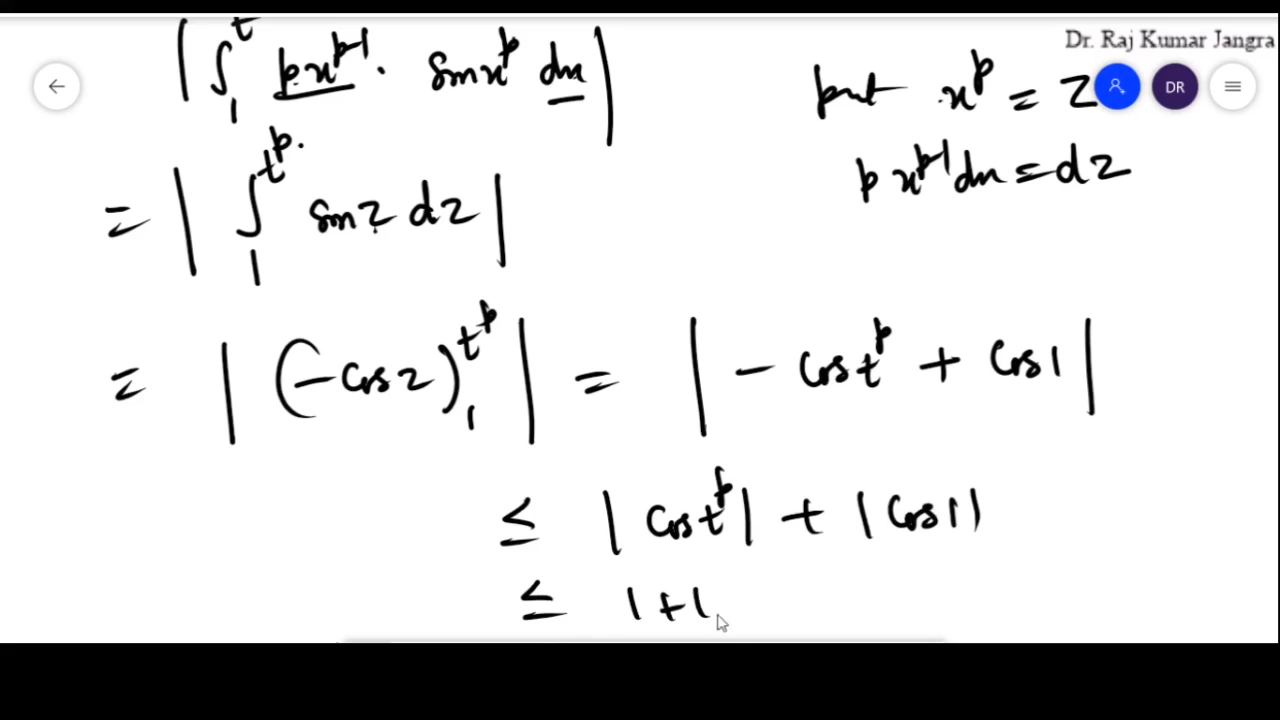 Dr. Raj Kumar Jangra
DR
| ∫₁ᵗ p x^{p-1} . sin x^p dx |
put x^p = z
p x^{p-1} dx = dz
= | ∫₁^{t^p} sin z dz |
= | (-cos z)₁^{t^p} | = | - cos t^p + cos 1 |
≤ | cos t^p | + | cos 1 |
≤ 1 + 1